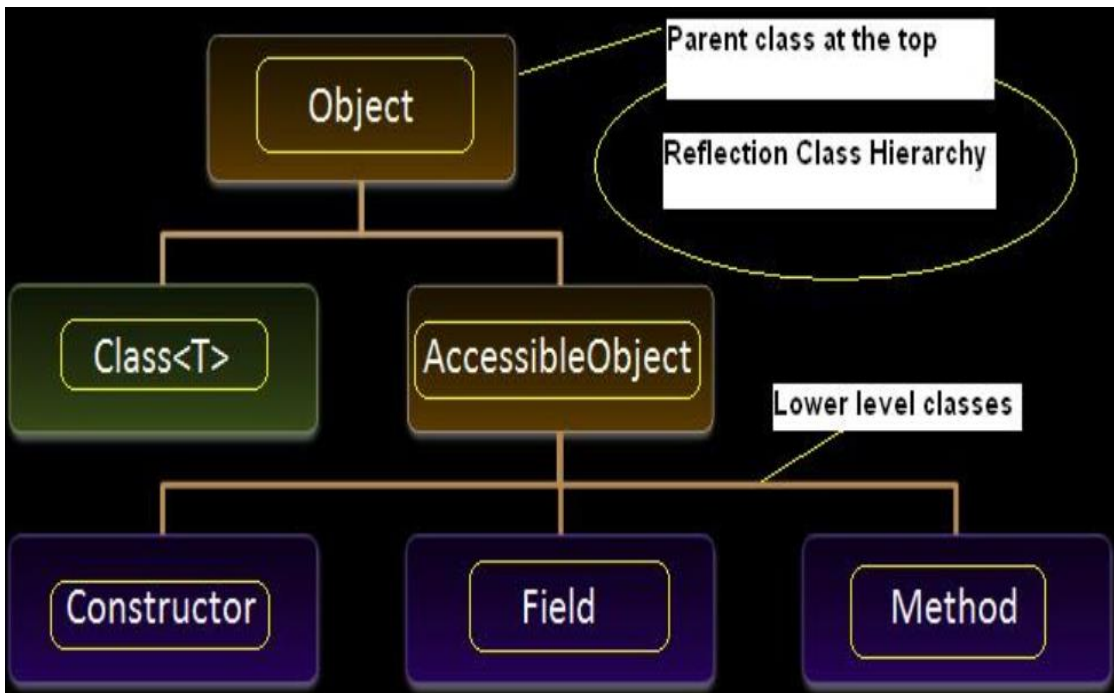 Parent class at the top
Object
Reflection Class Hierarchy
Class<T>
AccessibleObject
Lower level classes
Constructor
Field
Method